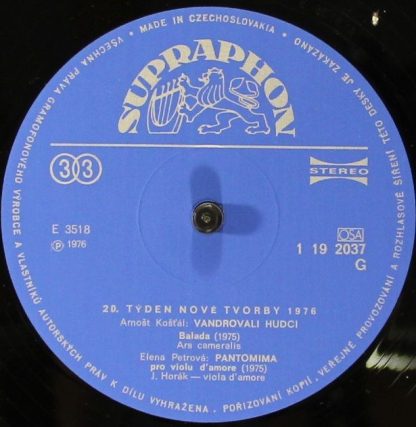 • MADE IN CZECHOSLOVAKIA •
VŠECHNA PRÁVA GRAMOFONOVÉHO VÝROBCE A VLASTNÍKŮ AUTORSKÝCH PRÁV K DÍLU VYHRAŽENA. POŘIZOVÁNÍ KOPIÍ, VEŘEJNÉ PROVOZOVÁNÍ A ROZHLASOVÉ ŠÍŘENÍ TÉTO DESKY JE ZAKÁZÁNO
SUPRAPHON
33
STEREO
E 3518
Ⓟ 1976
OSA
1 19 2037
G
20. TÝDEN NOVÉ TVORBY 1976
Arnošt Košťál: VANDROVALI HUDCI
Balada (1975)
Ars cameralis
Elena Petrová: PANTOMIMA
pro violu d'amore (1975)
J. Horák — viola d'amore